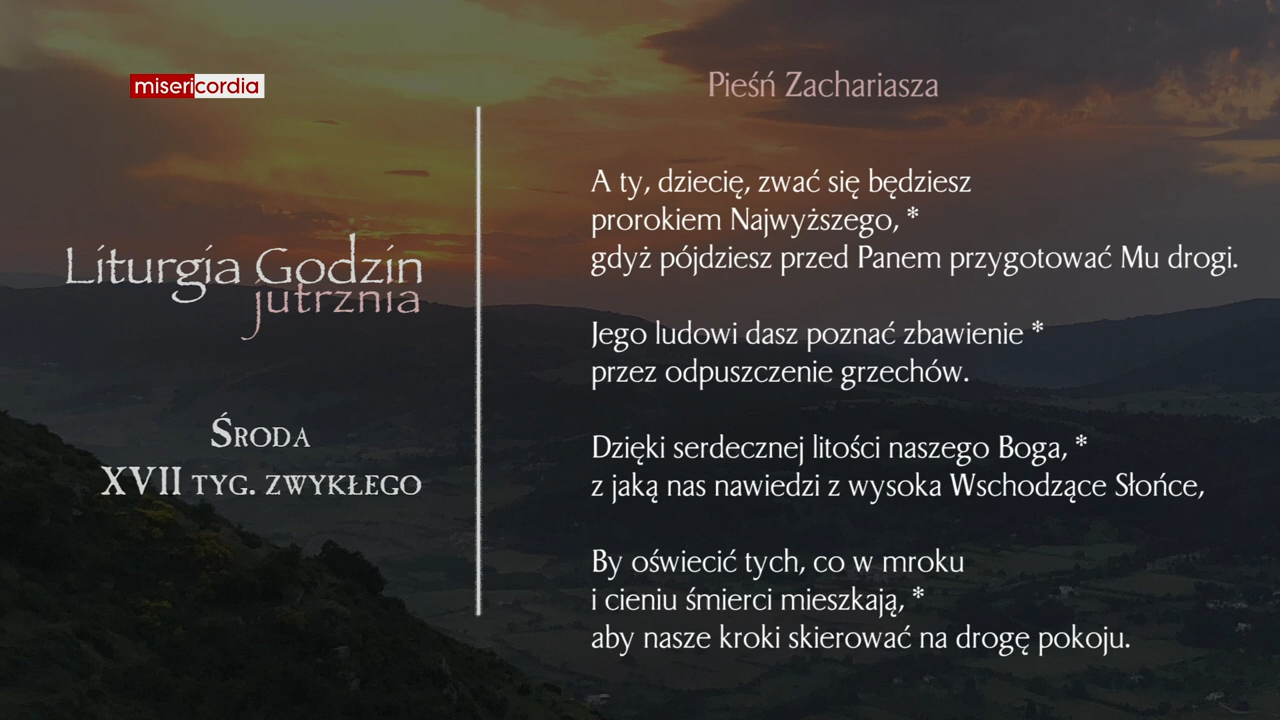 misericordia
Liturgia Godzin
jutrznia
Środa
XVII tyg. zwykłego
Pieśń Zachariasza
A ty, dziecię, zwać się będziesz
prorokiem Najwyższego, *
gdyż pójdziesz przed Panem przygotować Mu drogi.
Jego ludowi dasz poznać zbawienie *
przez odpuszczenie grzechów.
Dzięki serdecznej litości naszego Boga, *
z jaką nas nawiedzi z wysoka Wschodzące Słońce,
By oświecić tych, co w mroku
i cieniu śmierci mieszkają, *
aby nasze kroki skierować na drogę pokoju.